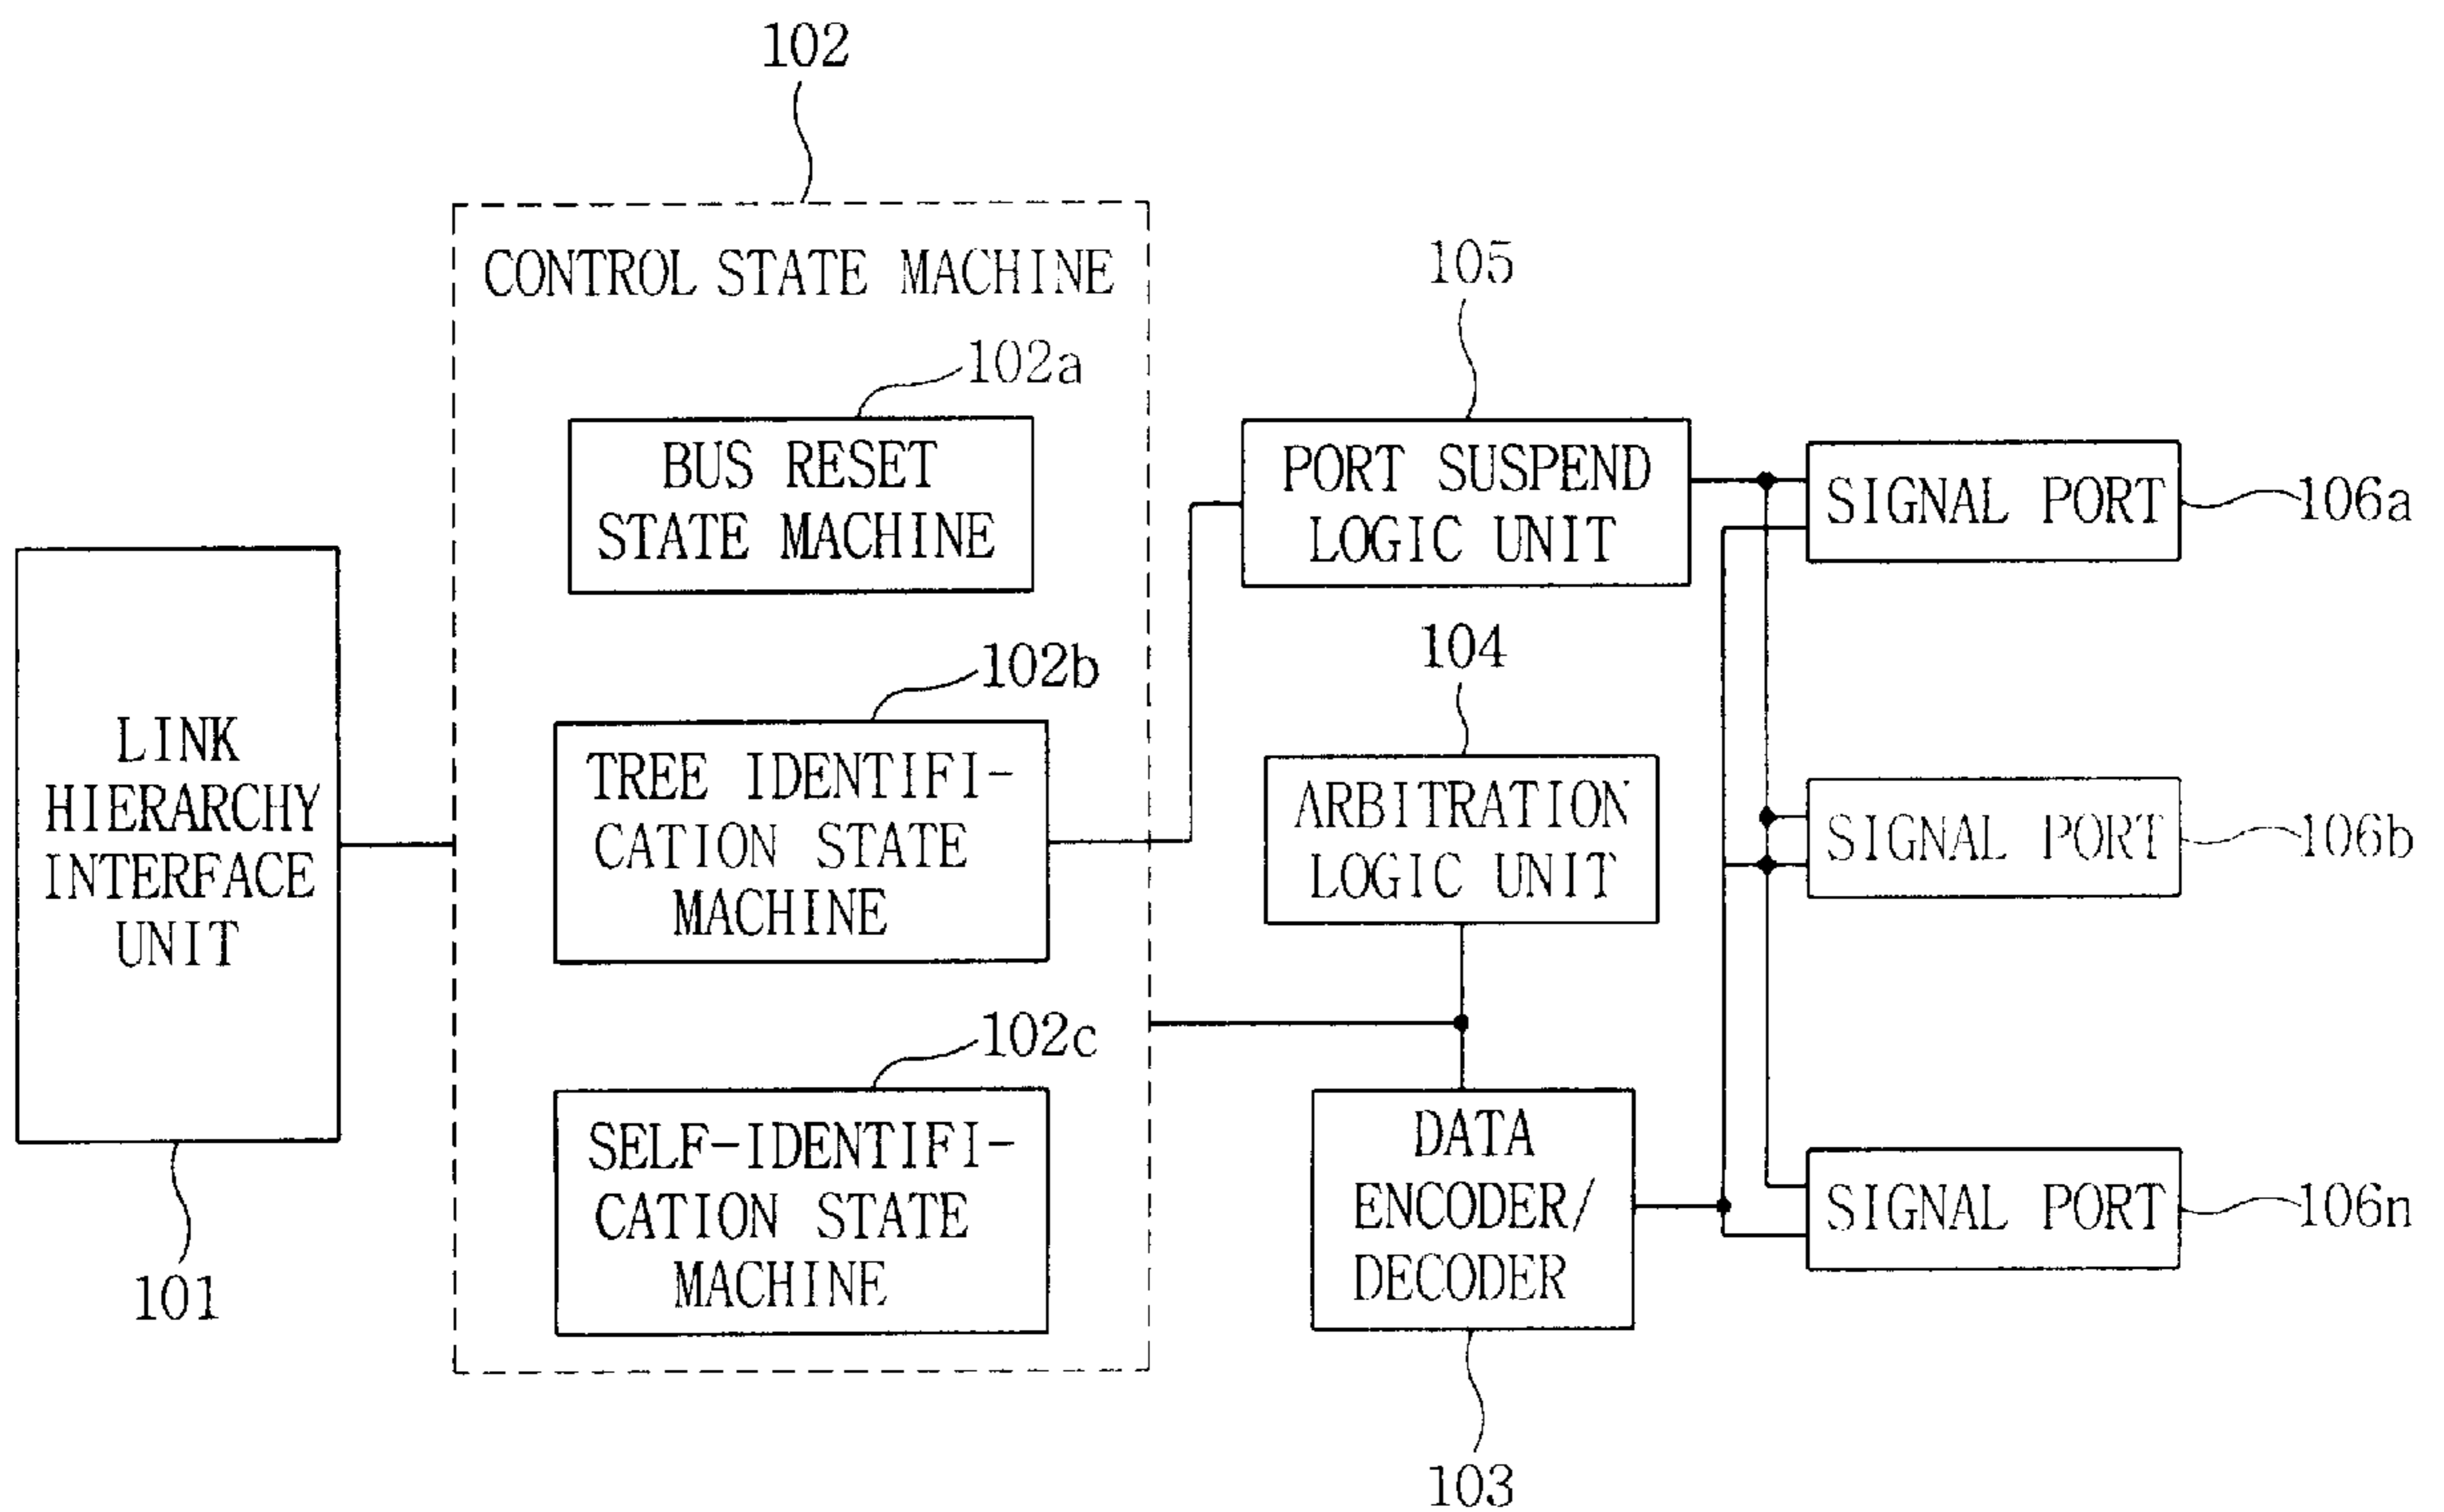 102
CONTROL STATE MACHINE
102a
BUS RESET
STATE MACHINE
102b
TREE IDENTIFI-
CATION STATE
MACHINE
102c
SELF-IDENTIFI-
CATION STATE
MACHINE
LINK
HIERARCHY
INTERFACE
UNIT
101
105
PORT SUSPEND
LOGIC UNIT
104
ARBITRATION
LOGIC UNIT
DATA
ENCODER/
DECODER
103
SIGNAL PORT
106a
SIGNAL PORT
106b
SIGNAL PORT
106n